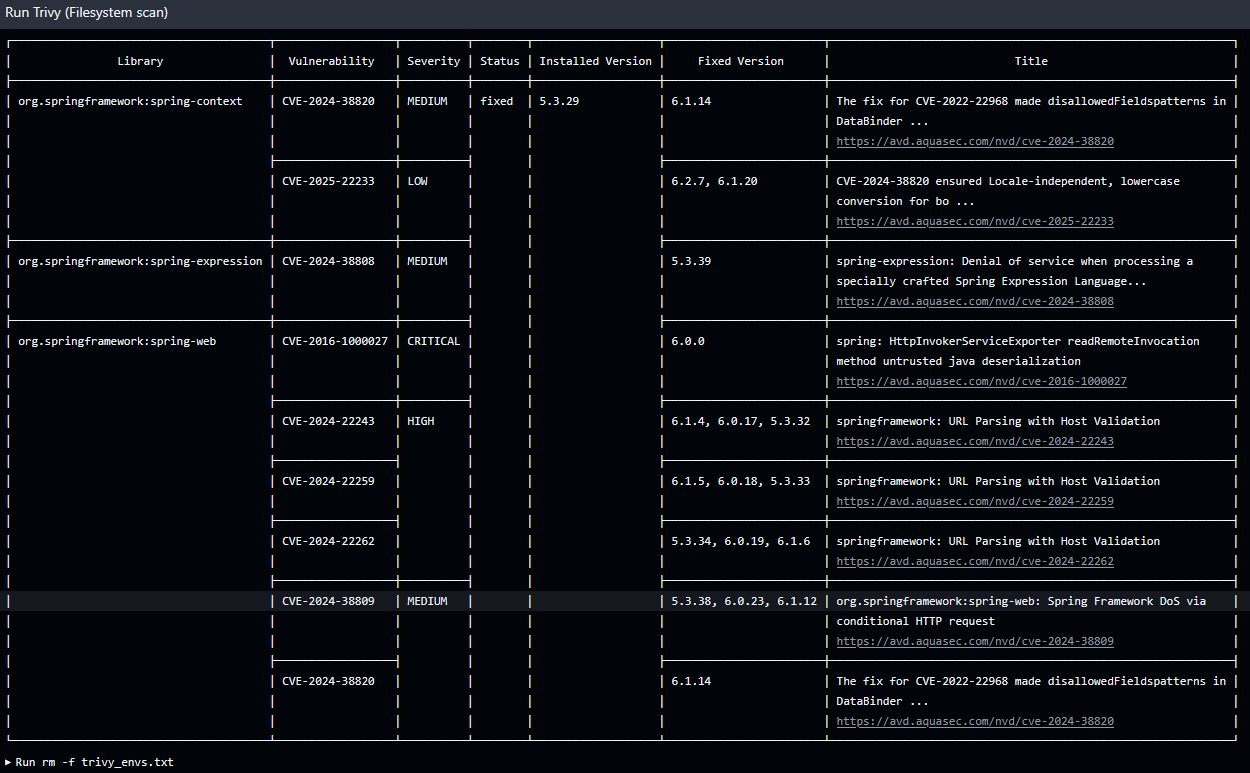 Run Trivy (Filesystem scan)
Library Vulnerability Severity Status Installed Version Fixed Version Title
org.springframework:spring-context CVE-2024-38820 MEDIUM fixed 5.3.29 6.1.14 The fix for CVE-2022-22968 made disallowedFieldspatterns in
DataBinder ...
https://avd.aquasec.com/nvd/cve-2024-38820
CVE-2025-22233 LOW 6.2.7, 6.1.20 CVE-2024-38820 ensured Locale-independent, lowercase
conversion for bo ...
https://avd.aquasec.com/nvd/cve-2025-22233
org.springframework:spring-expression CVE-2024-38808 MEDIUM 5.3.39 spring-expression: Denial of service when processing a
specially crafted Spring Expression Language...
https://avd.aquasec.com/nvd/cve-2024-38808
org.springframework:spring-web CVE-2016-1000027 CRITICAL 6.0.0 spring: HttpInvokerServiceExporter readRemoteInvocation
method untrusted java deserialization
https://avd.aquasec.com/nvd/cve-2016-1000027
CVE-2024-22243 HIGH 6.1.4, 6.0.17, 5.3.32 springframework: URL Parsing with Host Validation
https://avd.aquasec.com/nvd/cve-2024-22243
CVE-2024-22259 6.1.5, 6.0.18, 5.3.33 springframework: URL Parsing with Host Validation
https://avd.aquasec.com/nvd/cve-2024-22259
CVE-2024-22262 5.3.34, 6.0.19, 6.1.6 springframework: URL Parsing with Host Validation
https://avd.aquasec.com/nvd/cve-2024-22262
CVE-2024-38809 MEDIUM 5.3.38, 6.0.23, 6.1.12 org.springframework:spring-web: Spring Framework DoS via
conditional HTTP request
https://avd.aquasec.com/nvd/cve-2024-38809
CVE-2024-38820 6.1.14 The fix for CVE-2022-22968 made disallowedFieldspatterns in
DataBinder ...
https://avd.aquasec.com/nvd/cve-2024-38820
Run rm -f trivy_envs.txt